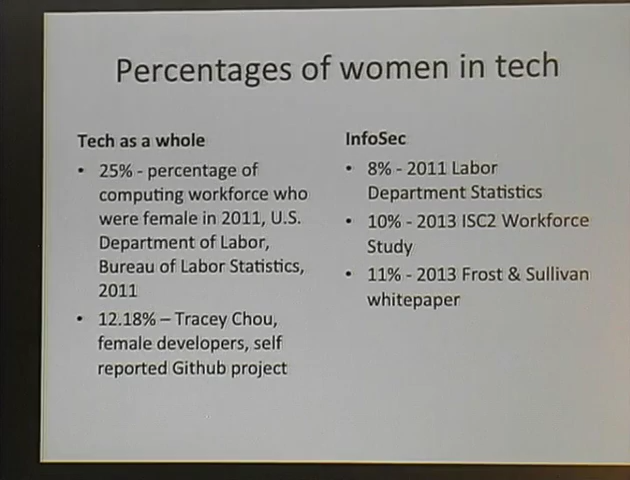 Percentages of women in tech
Tech as a whole
• 25% - percentage of
computing workforce who
were female in 2011, U.S.
Department of Labor,
Bureau of Labor Statistics,
2011
• 12.18% – Tracey Chou,
female developers, self
reported Github project
InfoSec
• 8% - 2011 Labor
Department Statistics
• 10% - 2013 ISC2 Workforce
Study
• 11% - 2013 Frost & Sullivan
whitepaper